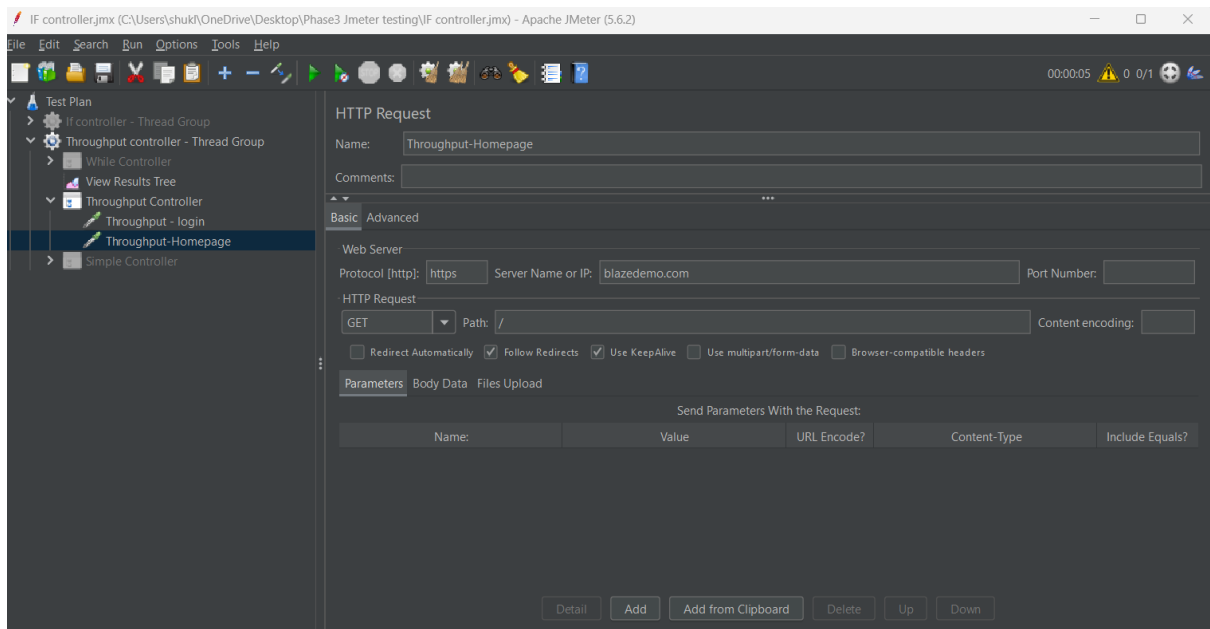 IF controller.jmx (C:\Users\shukl\OneDrive\Desktop\Phase3 Jmeter testing\IF controller.jmx) - Apache JMeter (5.6.2)
File Edit Search Run Options Tools Help
00:00:05 0 0/1
Test Plan
If controller - Thread Group
Throughput controller - Thread Group
While Controller
View Results Tree
Throughput Controller
Throughput - login
Throughput-Homepage
Simple Controller
HTTP Request
Name: Throughput-Homepage
Comments:
Basic Advanced
Web Server
Protocol [http]: https Server Name or IP: blazedemo.com Port Number:
HTTP Request
GET Path: / Content encoding:
Redirect Automatically Follow Redirects Use KeepAlive Use multipart/form-data Browser-compatible headers
Parameters Body Data Files Upload
Send Parameters With the Request:
Name: Value URL Encode? Content-Type Include Equals?
Detail Add Add from Clipboard Delete Up Down